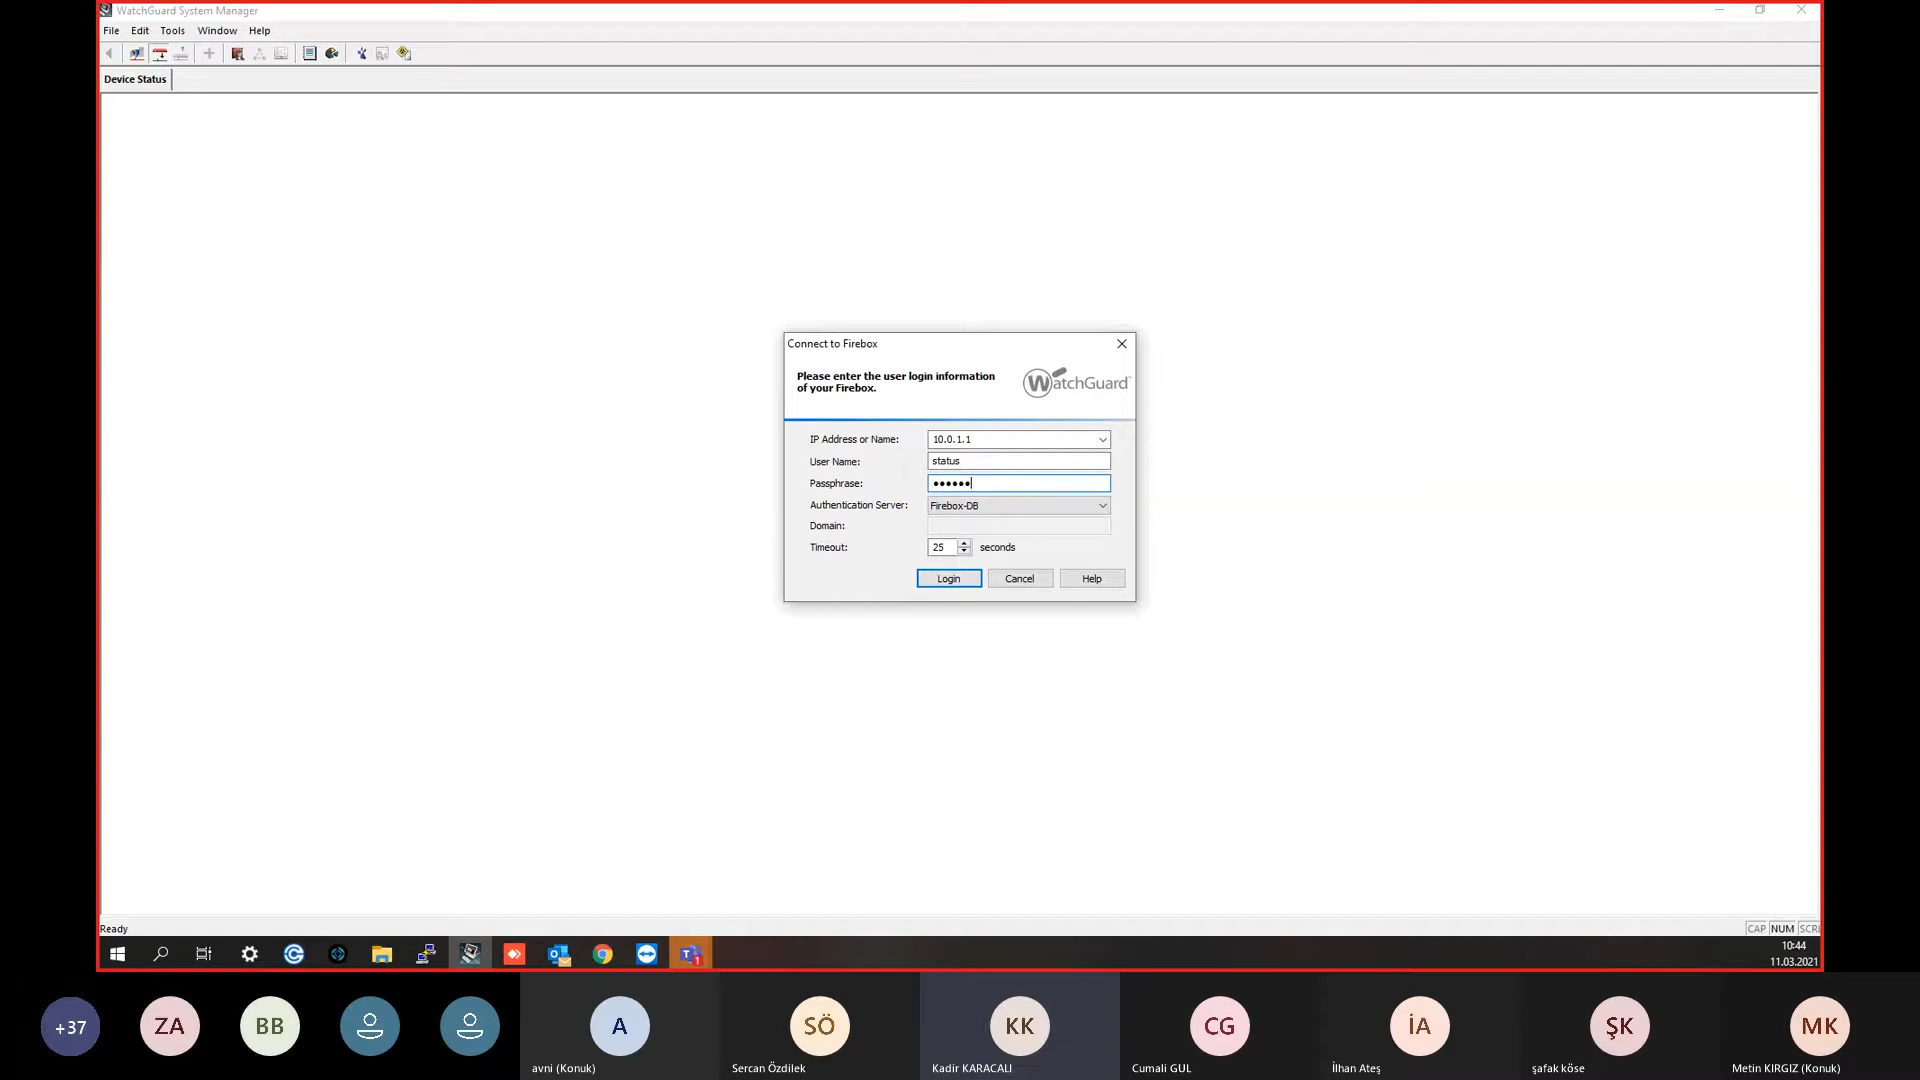 WatchGuard System Manager
File Edit Tools Window Help
Device Status
Connect to Firebox
Please enter the user login information
of your Firebox.
WatchGuard
IP Address or Name: 10.0.1.1
User Name: status
Passphrase: ●●●●●●
Authentication Server: Firebox-DB
Domain:
Timeout: 25 seconds
Login Cancel Help
Ready
CAP NUM SCRL
10:44
11.03.2021
+37 ZA BB A SÖ KK CG İA ŞK MK
avni (Konuk) Sercan Özdilek Kadir KARACALI Cumali GUL İlhan Ateş şafak köse Metin KIRGIZ (Konuk)